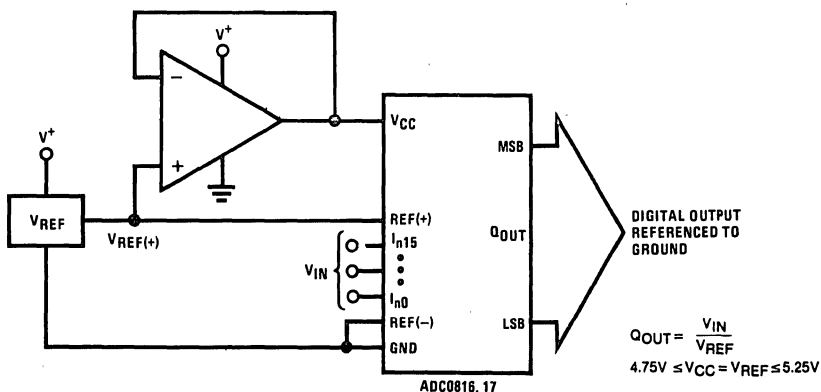 V+
−
V+
+
VCC
MSB
VREF
VREF(+)
REF(+)
In15
VIN
In0
QOUT
REF(−)
GND
LSB
DIGITAL OUTPUT
REFERENCED TO
GROUND
QOUT = VIN
VREF
4.75V ≤ VCC = VREF ≤ 5.25V
ADC0816, 17